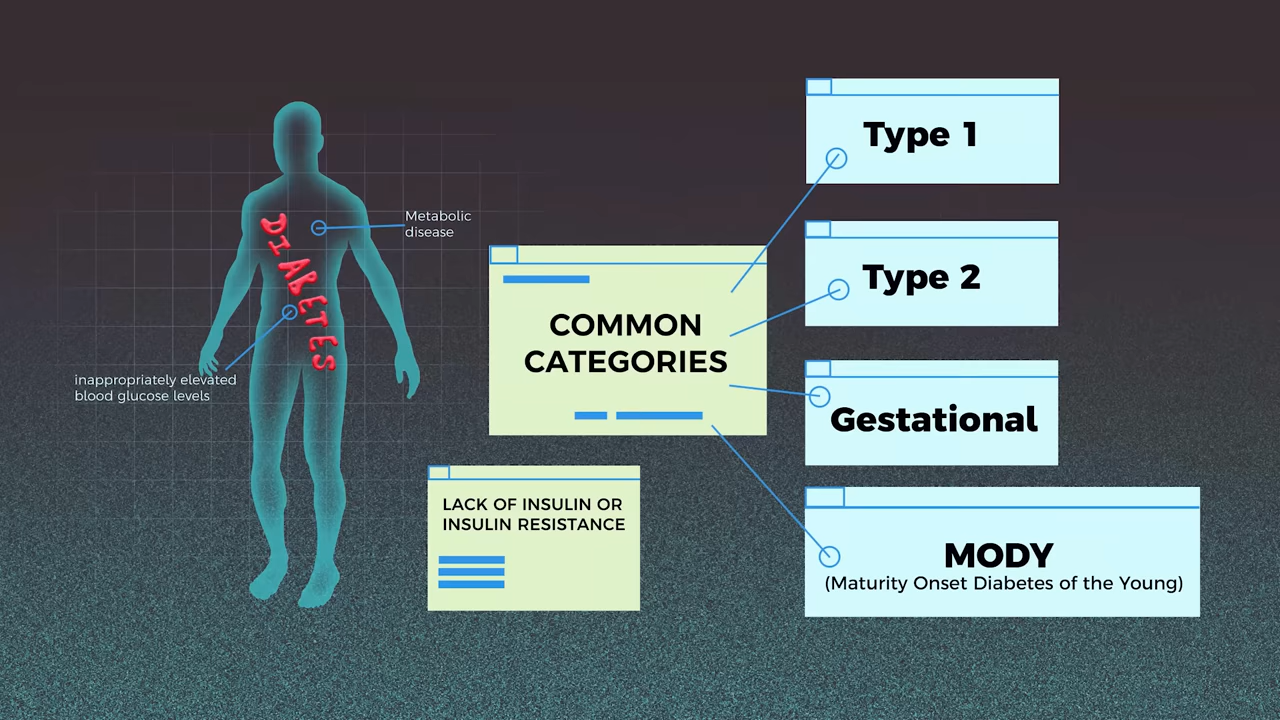 DIABETES
Metabolic
disease
inappropriately elevated
blood glucose levels
COMMON
CATEGORIES
LACK OF INSULIN OR
INSULIN RESISTANCE
Type 1
Type 2
Gestational
MODY
(Maturity Onset Diabetes of the Young)